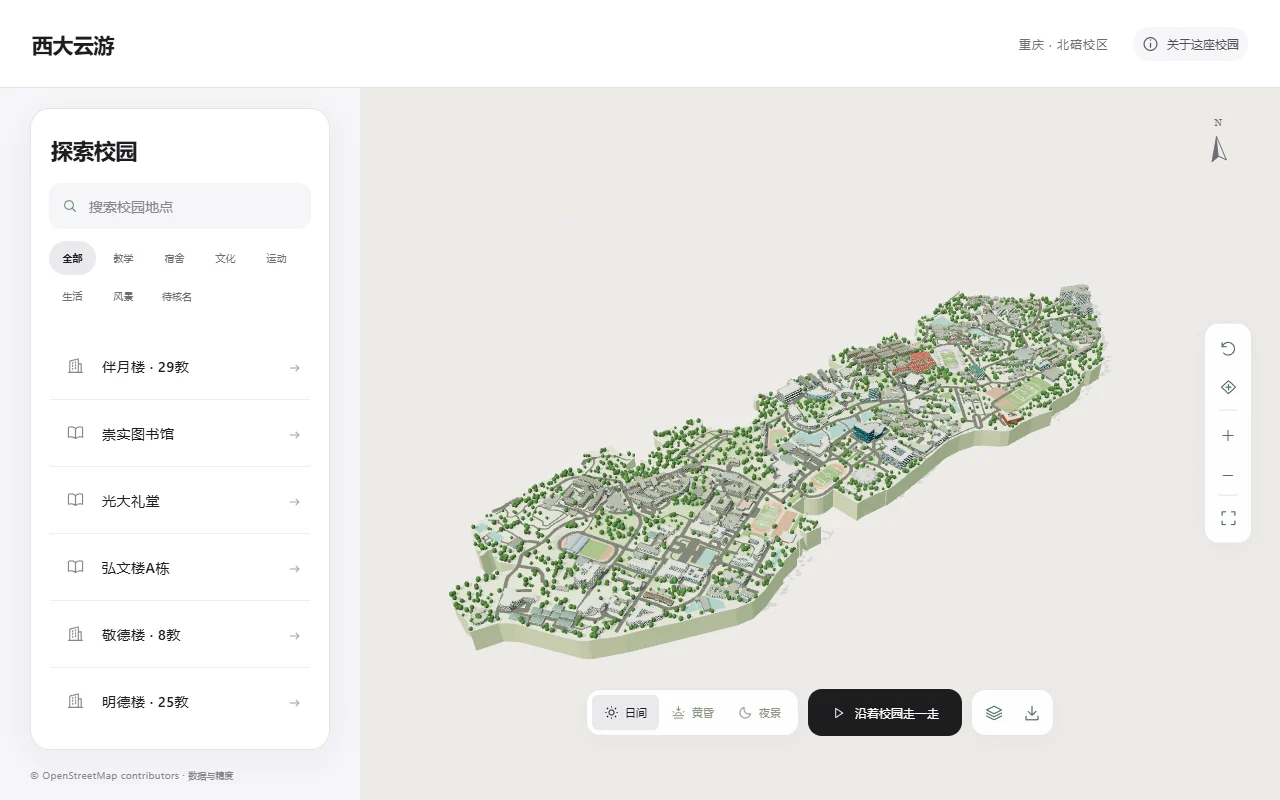 西大云游
重庆 · 北碚校区
关于这座校园
探索校园
搜索校园地点
全部 教学 宿舍 文化 运动
生活 风景 待核名
伴月楼 · 29教
崇实图书馆
光大礼堂
弘文楼A栋
敬德楼 · 8教
明德楼 · 25教
© OpenStreetMap contributors · 数据与精度
N
日间 黄昏 夜景
沿着校园走一走